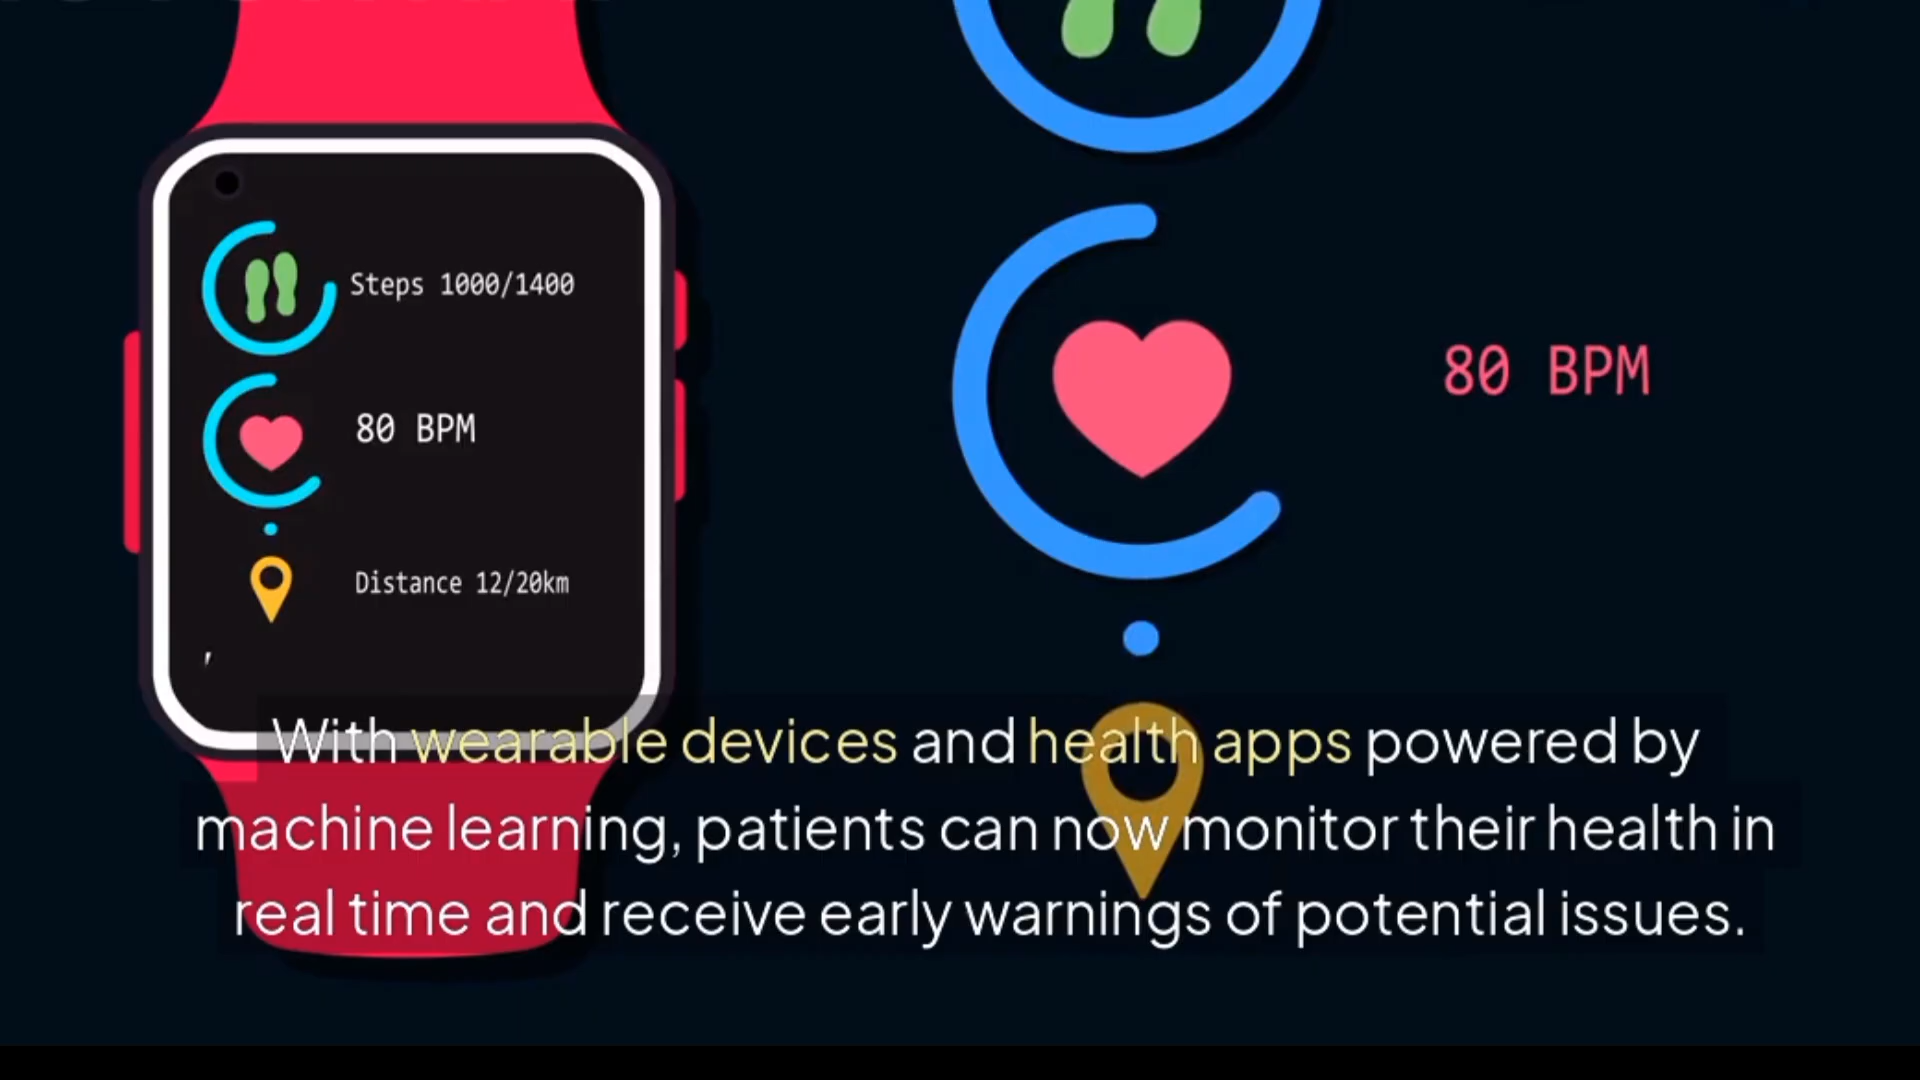 Steps 1000/1400
80 BPM
Distance 12/20km
,
80 BPM
With wearable devices and health apps powered by
machine learning, patients can now monitor their health in
real time and receive early warnings of potential issues.